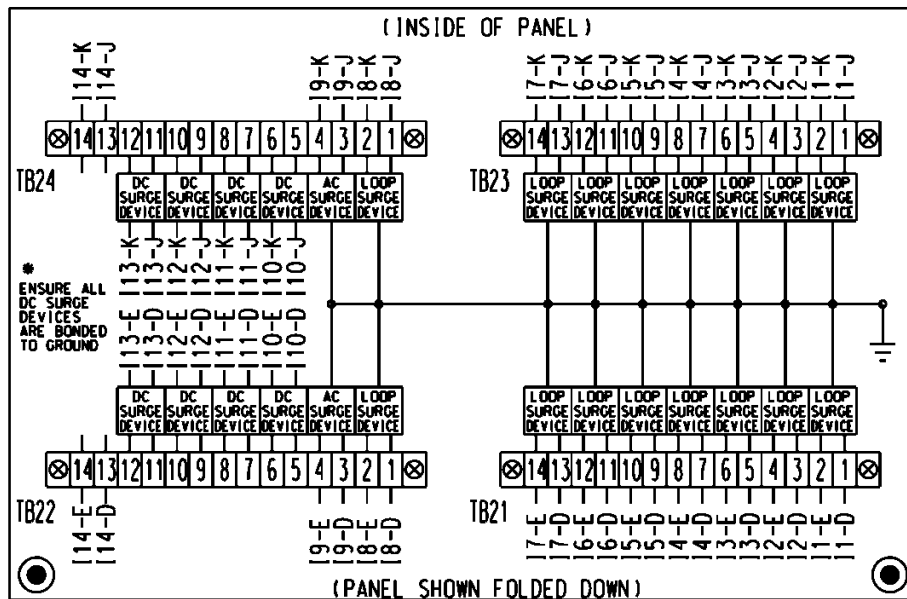 (INSIDE OF PANEL)
I14-K I14-J I9-K I9-J I8-K I8-J I7-K I7-J I6-K I6-J I5-K I5-J I4-K I4-J I3-K I3-J I2-K I2-J I1-K I1-J
14 13 12 11 10 9 8 7 6 5 4 3 2 1 14 13 12 11 10 9 8 7 6 5 4 3 2 1
TB24 TB23
DC DC DC DC AC LOOP LOOP LOOP LOOP LOOP LOOP LOOP LOOP
SURGE SURGE SURGE SURGE SURGE SURGE SURGE SURGE SURGE SURGE SURGE SURGE SURGE
DEVICE DEVICE DEVICE DEVICE DEVICE DEVICE DEVICE DEVICE DEVICE DEVICE DEVICE DEVICE DEVICE
I13-K I13-J I12-K I12-J I11-K I11-J I10-K I10-J
*
ENSURE ALL
DC SURGE
DEVICES
ARE BONDED
TO GROUND
I13-E I13-D I12-E I12-D I11-E I11-D I10-E I10-D
DC DC DC DC AC LOOP LOOP LOOP LOOP LOOP LOOP LOOP LOOP
SURGE SURGE SURGE SURGE SURGE SURGE SURGE SURGE SURGE SURGE SURGE SURGE SURGE
DEVICE DEVICE DEVICE DEVICE DEVICE DEVICE DEVICE DEVICE DEVICE DEVICE DEVICE DEVICE DEVICE
14 13 12 11 10 9 8 7 6 5 4 3 2 1 14 13 12 11 10 9 8 7 6 5 4 3 2 1
TB22 TB21
I14-E I14-D I9-E I9-D I8-E I8-D I7-E I7-D I6-E I6-D I5-E I5-D I4-E I4-D I3-E I3-D I2-E I2-D I1-E I1-D
(PANEL SHOWN FOLDED DOWN)